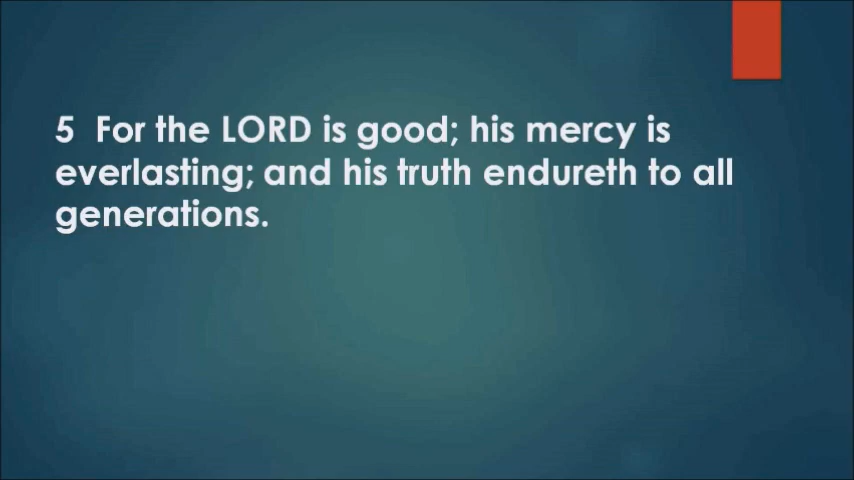 5 For the LORD is good; his mercy is
everlasting; and his truth endureth to all
generations.